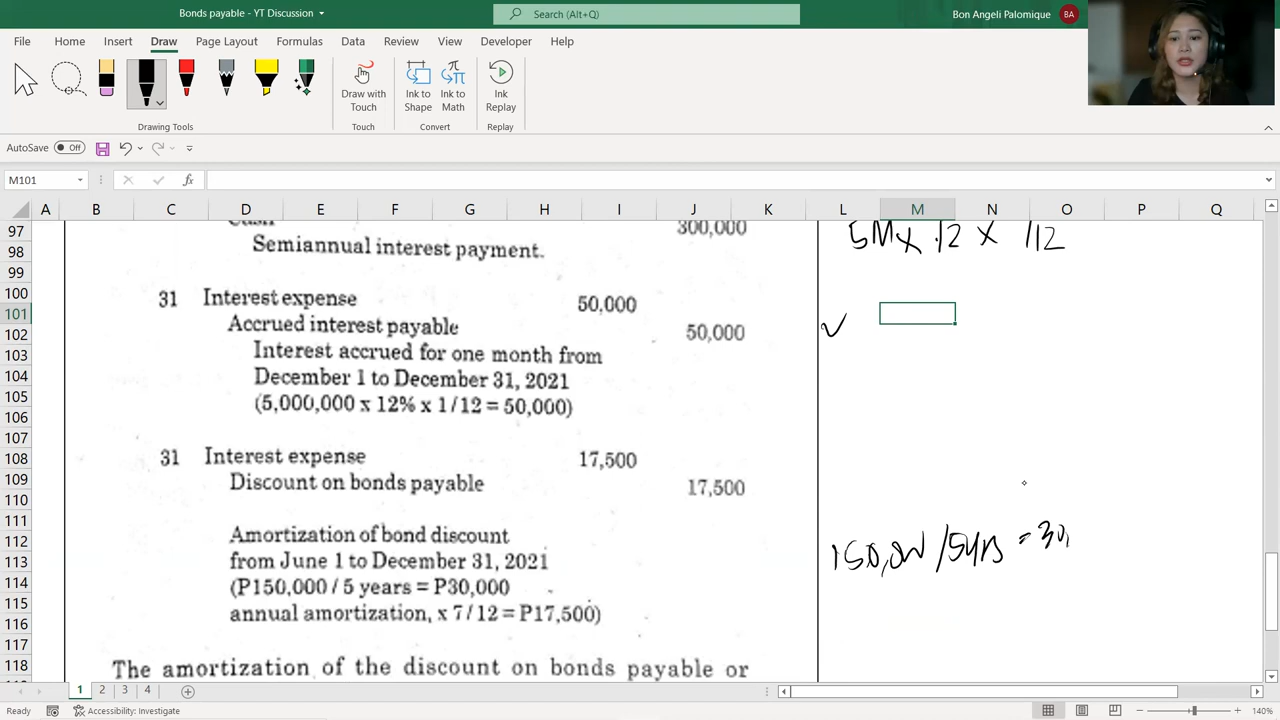 Bonds payable - YT Discussion
Search (Alt+Q)
Bon Angeli Palomique
BA
File Home Insert Draw Page Layout Formulas Data Review View Developer Help
Draw with Touch
Ink to Shape
Ink to Math
Ink Replay
Drawing Tools
Touch
Convert
Replay
AutoSave Off
M101
fx
A B C D E F G H I J K L M N O P Q
97
98
99
100
101
102
103
104
105
106
107
108
109
110
111
112
113
114
115
116
117
118
Cash 300,000
Semiannual interest payment.
31 Interest expense 50,000
Accrued interest payable 50,000
Interest accrued for one month from
December 1 to December 31, 2021
(5,000,000 x 12% x 1/12 = 50,000)
31 Interest expense 17,500
Discount on bonds payable 17,500
Amortization of bond discount
from June 1 to December 31, 2021
(P150,000 / 5 years = P30,000
annual amortization, x 7/12 = P17,500)
The amortization of the discount on bonds payable or
5M x .12 x 1/12
150,000 / 5yrs = 30,
1 2 3 4
Accessibility: Investigate
140%